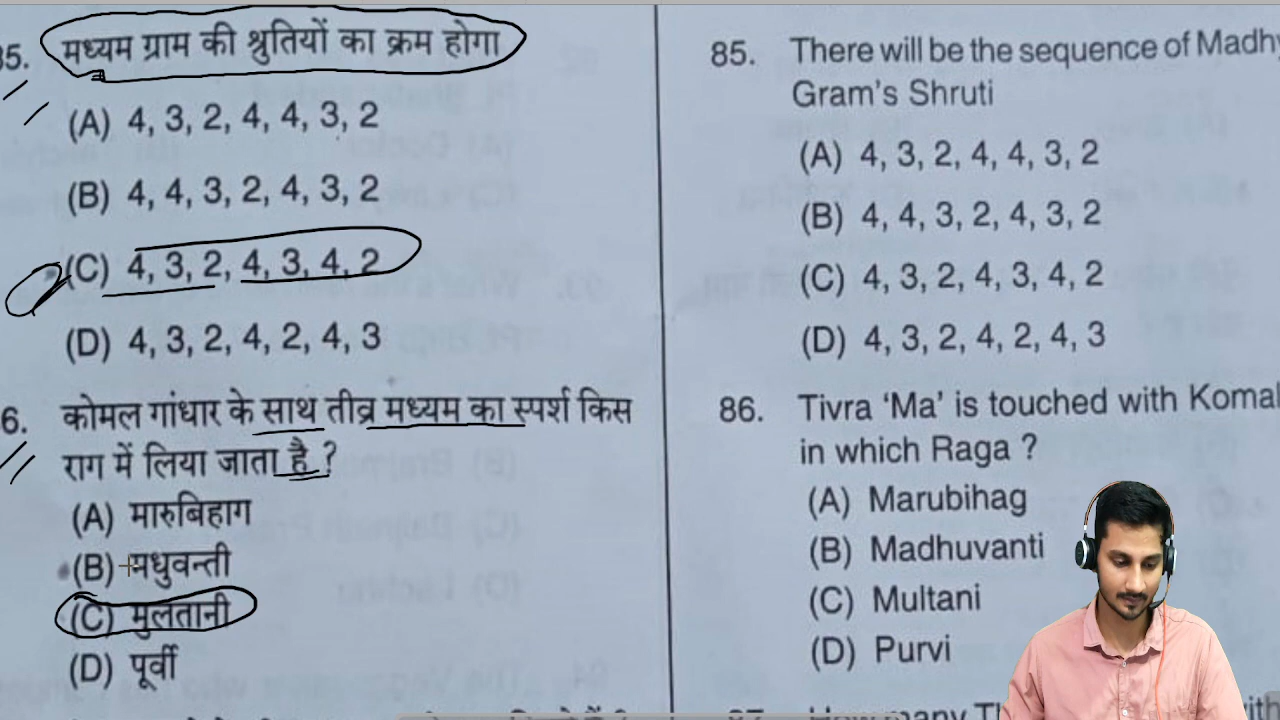 85. मध्यम ग्राम की श्रुतियों का क्रम होगा
(A) 4, 3, 2, 4, 4, 3, 2
(B) 4, 4, 3, 2, 4, 3, 2
(C) 4, 3, 2, 4, 3, 4, 2
(D) 4, 3, 2, 4, 2, 4, 3
6. कोमल गांधार के साथ तीव्र मध्यम का स्पर्श किस
राग में लिया जाता है ?
(A) मारुबिहाग
(B) मधुवन्ती
(C) मुलतानी
(D) पूर्वी
85. There will be the sequence of Madhy
Gram's Shruti
(A) 4, 3, 2, 4, 4, 3, 2
(B) 4, 4, 3, 2, 4, 3, 2
(C) 4, 3, 2, 4, 3, 4, 2
(D) 4, 3, 2, 4, 2, 4, 3
86. Tivra 'Ma' is touched with Komal
in which Raga ?
(A) Marubihag
(B) Madhuvanti
(C) Multani
(D) Purvi